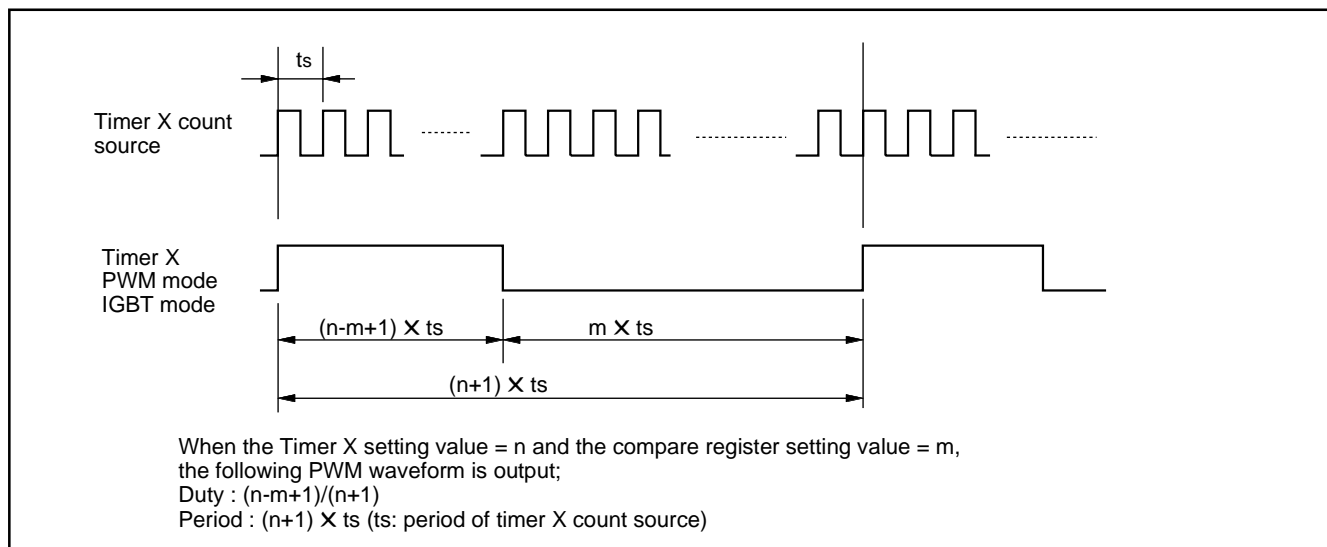 ts
Timer X count
source
Timer X
PWM mode
IGBT mode
(n-m+1) X ts
m X ts
(n+1) X ts
When the Timer X setting value = n and the compare register setting value = m,
the following PWM waveform is output;
Duty : (n-m+1)/(n+1)
Period : (n+1) X ts (ts: period of timer X count source)